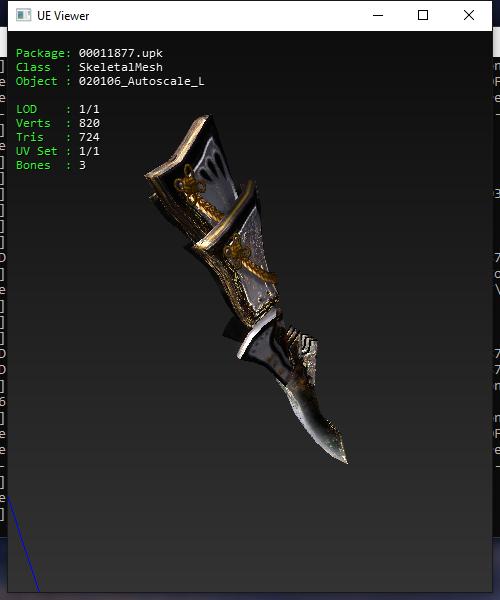 UE Viewer
Package: 00011877.upk
Class : SkeletalMesh
Object : 020106_Autoscale_L
LOD : 1/1
Verts : 820
Tris : 724
UV Set : 1/1
Bones : 3